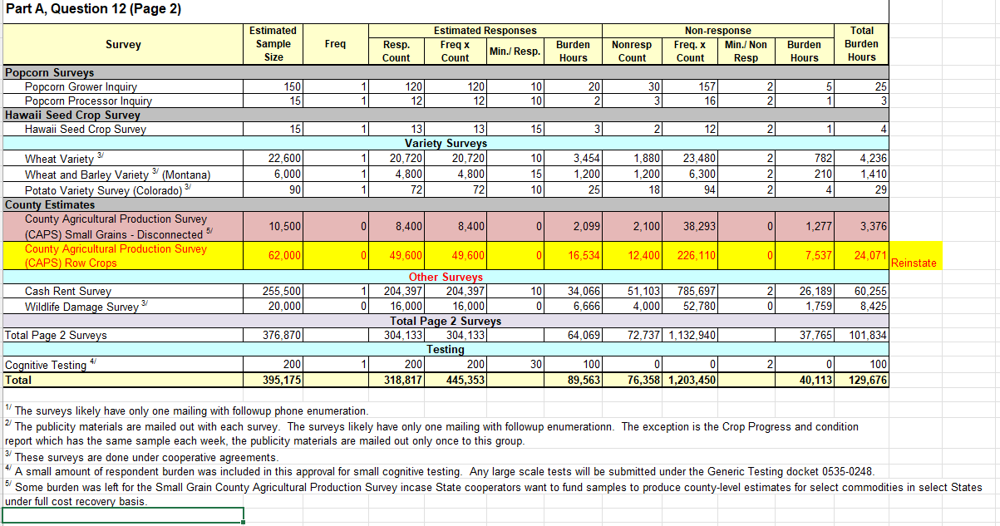 Part A, Question 12 (Page 2)
Survey Estimated Sample Size Freq Estimated Responses Non-response Total Burden Hours
Resp. Count Freq x Count Min./ Resp. Burden Hours Nonresp Count Freq. x Count Min./ Non Resp Burden Hours
Popcorn Surveys
Popcorn Grower Inquiry 150 1 120 120 10 20 30 157 2 5 25
Popcorn Processor Inquiry 15 1 12 12 10 2 3 16 2 1 3
Hawaii Seed Crop Survey
Hawaii Seed Crop Survey 15 1 13 13 15 3 2 12 2 1 4
Variety Surveys
Wheat Variety 3/ 22,600 1 20,720 20,720 10 3,454 1,880 23,480 2 782 4,236
Wheat and Barley Variety 3/ (Montana) 6,000 1 4,800 4,800 15 1,200 1,200 6,300 2 210 1,410
Potato Variety Survey (Colorado) 3/ 90 1 72 72 10 25 18 94 2 4 29
County Estimates
County Agricultural Production Survey
(CAPS) Small Grains - Disconnected 5/ 10,500 0 8,400 8,400 0 2,099 2,100 38,293 0 1,277 3,376
County Agricultural Production Survey
(CAPS) Row Crops 62,000 0 49,600 49,600 0 16,534 12,400 226,110 0 7,537 24,071 Reinstate
Other Surveys
Cash Rent Survey 255,500 1 204,397 204,397 10 34,066 51,103 785,697 2 26,189 60,255
Wildlife Damage Survey 3/ 20,000 0 16,000 16,000 0 6,666 4,000 52,780 0 1,759 8,425
Total Page 2 Surveys
Total Page 2 Surveys 376,870 304,133 304,133 64,069 72,737 1,132,940 37,765 101,834
Testing
Cognitive Testing 4/ 200 1 200 200 30 100 0 0 2 0 100
Total 395,175 318,817 445,353 89,563 76,358 1,203,450 40,113 129,676
1/ The surveys likely have only one mailing with followup phone enumeration.
2/ The publicity materials are mailed out with each survey. The surveys likely have only one mailing with followup enumerationn. The exception is the Crop Progress and condition
report which has the same sample each week, the publicity materials are mailed out only once to this group.
3/ These surveys are done under cooperative agreements.
4/ A small amount of respondent burden was included in this approval for small cognitive testing. Any large scale tests will be submitted under the Generic Testing docket 0535-0248.
5/ Some burden was left for the Small Grain County Agricultural Production Survey incase State cooperators want to fund samples to produce county-level estimates for select commodities in select States
under full cost recovery basis.